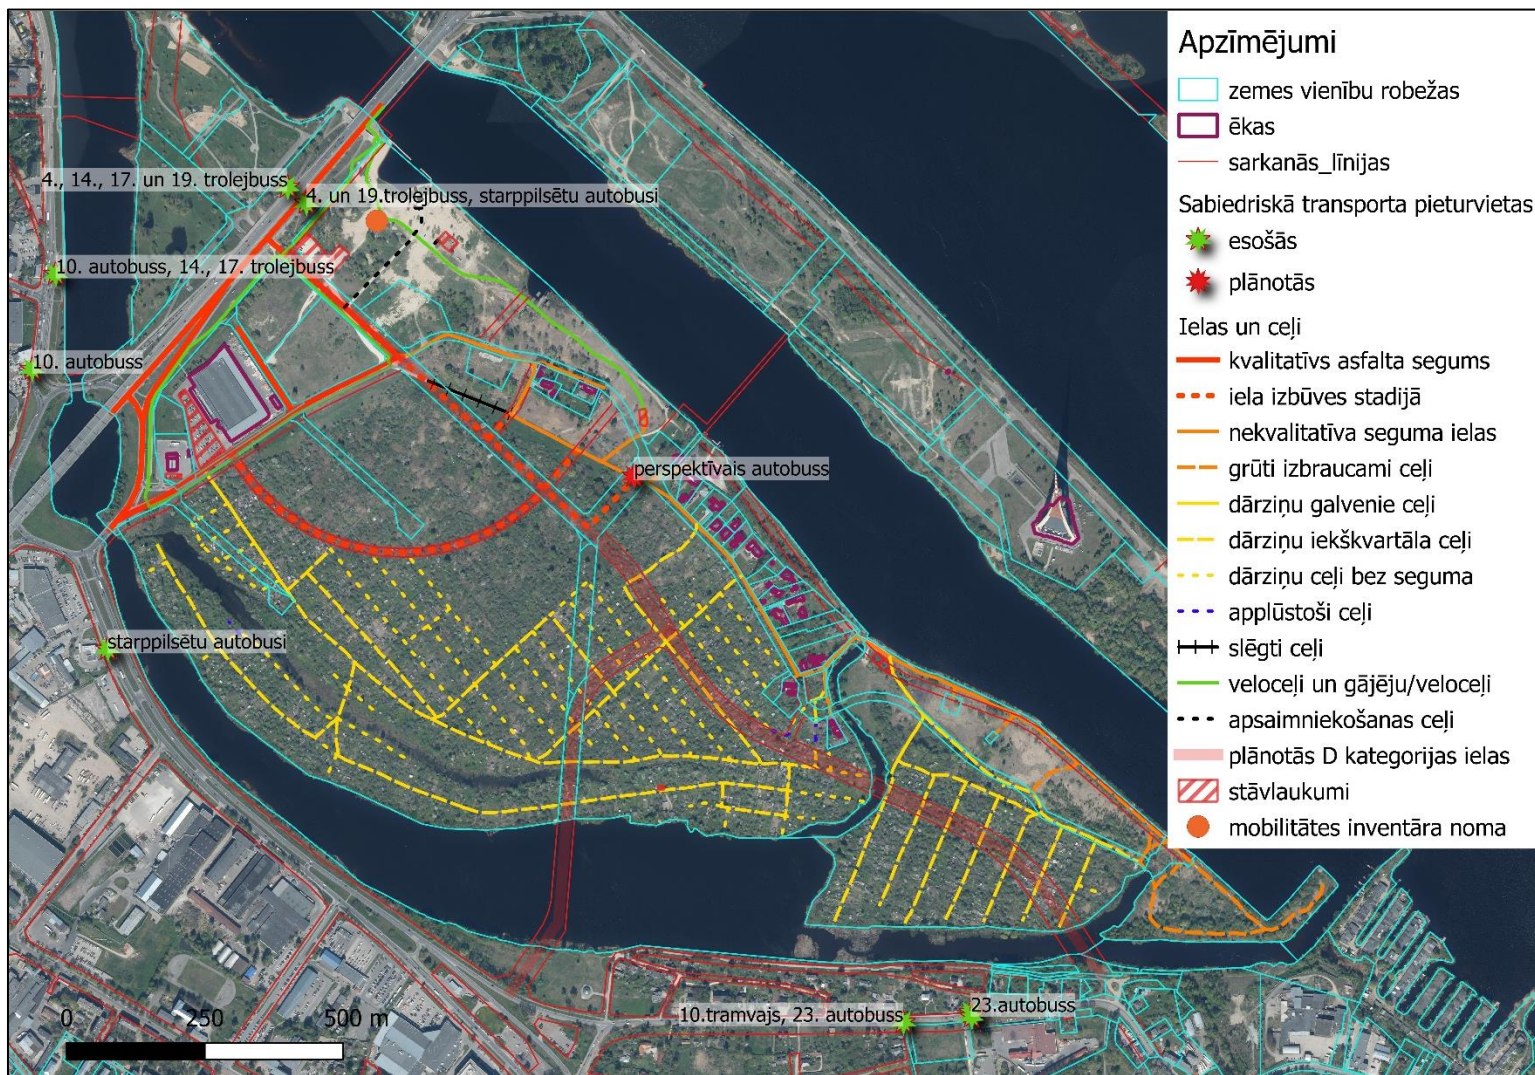 Apzīmējumi
zemes vienību robežas
ēkas
sarkanās_līnijas
Sabiedriskā transporta pieturvietas
esošās
plānotās
Ielas un ceļi
kvalitatīvs asfalta segums
iela izbūves stadijā
nekvalitatīva seguma ielas
grūti izbraucami ceļi
dārziņu galvenie ceļi
dārziņu iekškvartāla ceļi
dārziņu ceļi bez seguma
applūstoši ceļi
slēgti ceļi
veloceļi un gājēju/veloceļi
apsaimniekošanas ceļi
plānotās D kategorijas ielas
stāvlaukumi
mobilitātes inventāra noma
4., 14., 17. un 19. trolejbuss
4. un 19.trolejbuss, starppilsētu autobusi
10. autobuss, 14., 17. trolejbuss
10. autobuss
perspektīvais autobuss
starppilsētu autobusi
10.tramvajs, 23. autobuss
23.autobuss
0 250 500 m